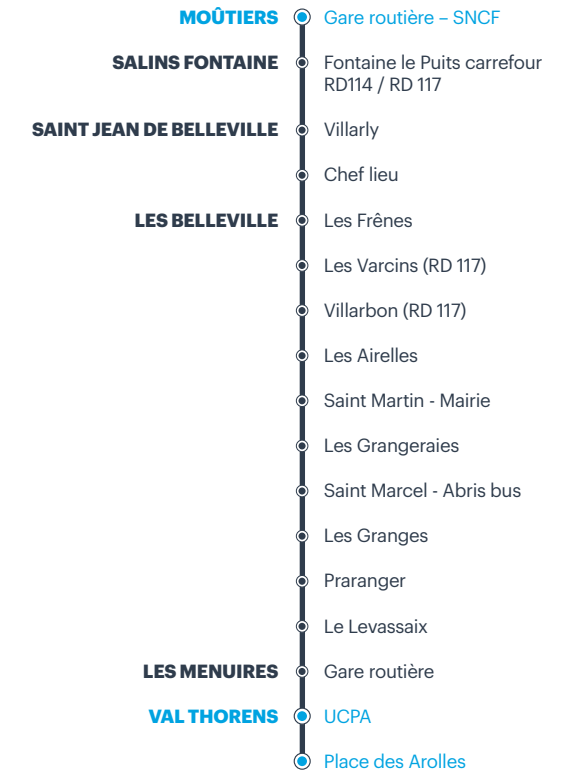 MOÛTIERS Gare routière – SNCF
SALINS FONTAINE Fontaine le Puits carrefour
RD114 / RD 117
SAINT JEAN DE BELLEVILLE Villarly
Chef lieu
LES BELLEVILLE Les Frênes
Les Varcins (RD 117)
Villarbon (RD 117)
Les Airelles
Saint Martin - Mairie
Les Grangeraies
Saint Marcel - Abris bus
Les Granges
Praranger
Le Levassaix
LES MENUIRES Gare routière
VAL THORENS UCPA
Place des Arolles